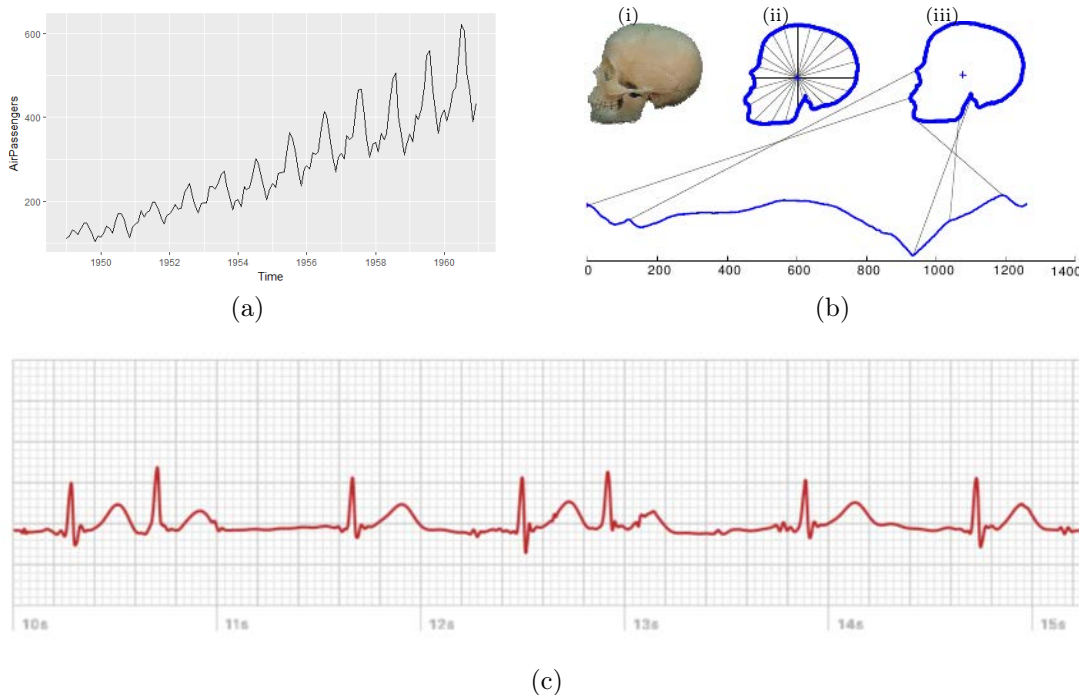 600
400
200
AirPassengers
1950 1952 1954 1956 1958 1960
Time
(a)
(i) (ii) (iii)
0 200 400 600 800 1000 1200 1400
(b)
10s 11s 12s 13s 14s 15s
(c)